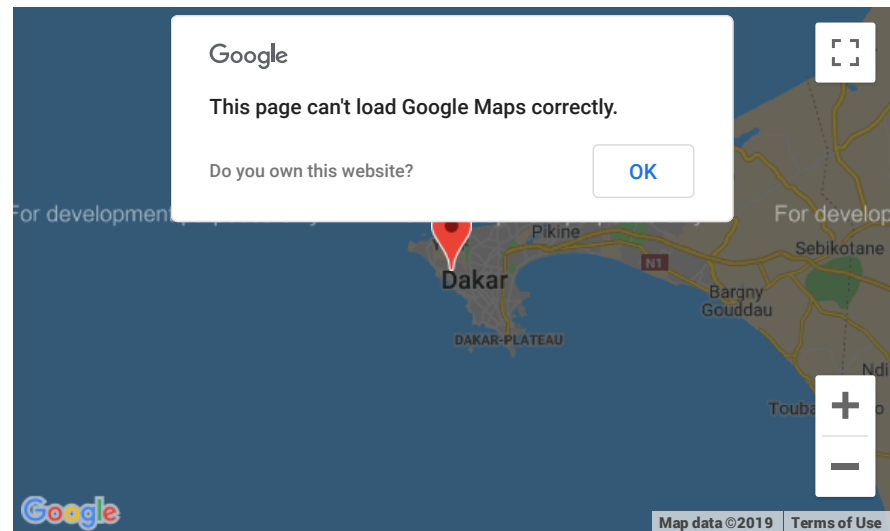 Google
This page can't load Google Maps correctly.
Do you own this website?
OK
For development
For develop
Pikine
Sebikotane
N1
Dakar
Bargny
Gouddau
DAKAR-PLATEAU
Google
Map data ©2019
Terms of Use